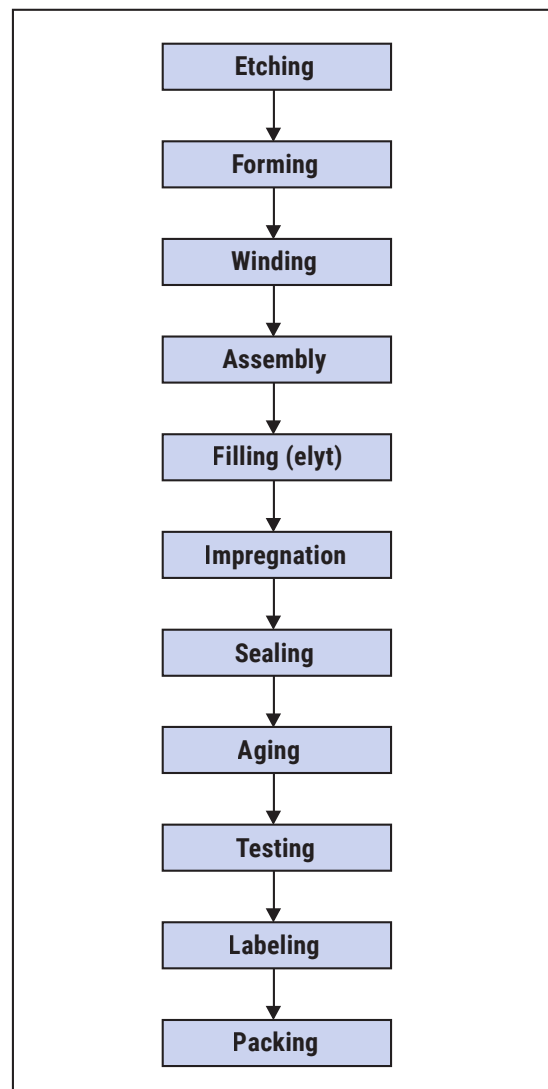 Etching
Forming
Winding
Assembly
Filling (elyt)
Impregnation
Sealing
Aging
Testing
Labeling
Packing